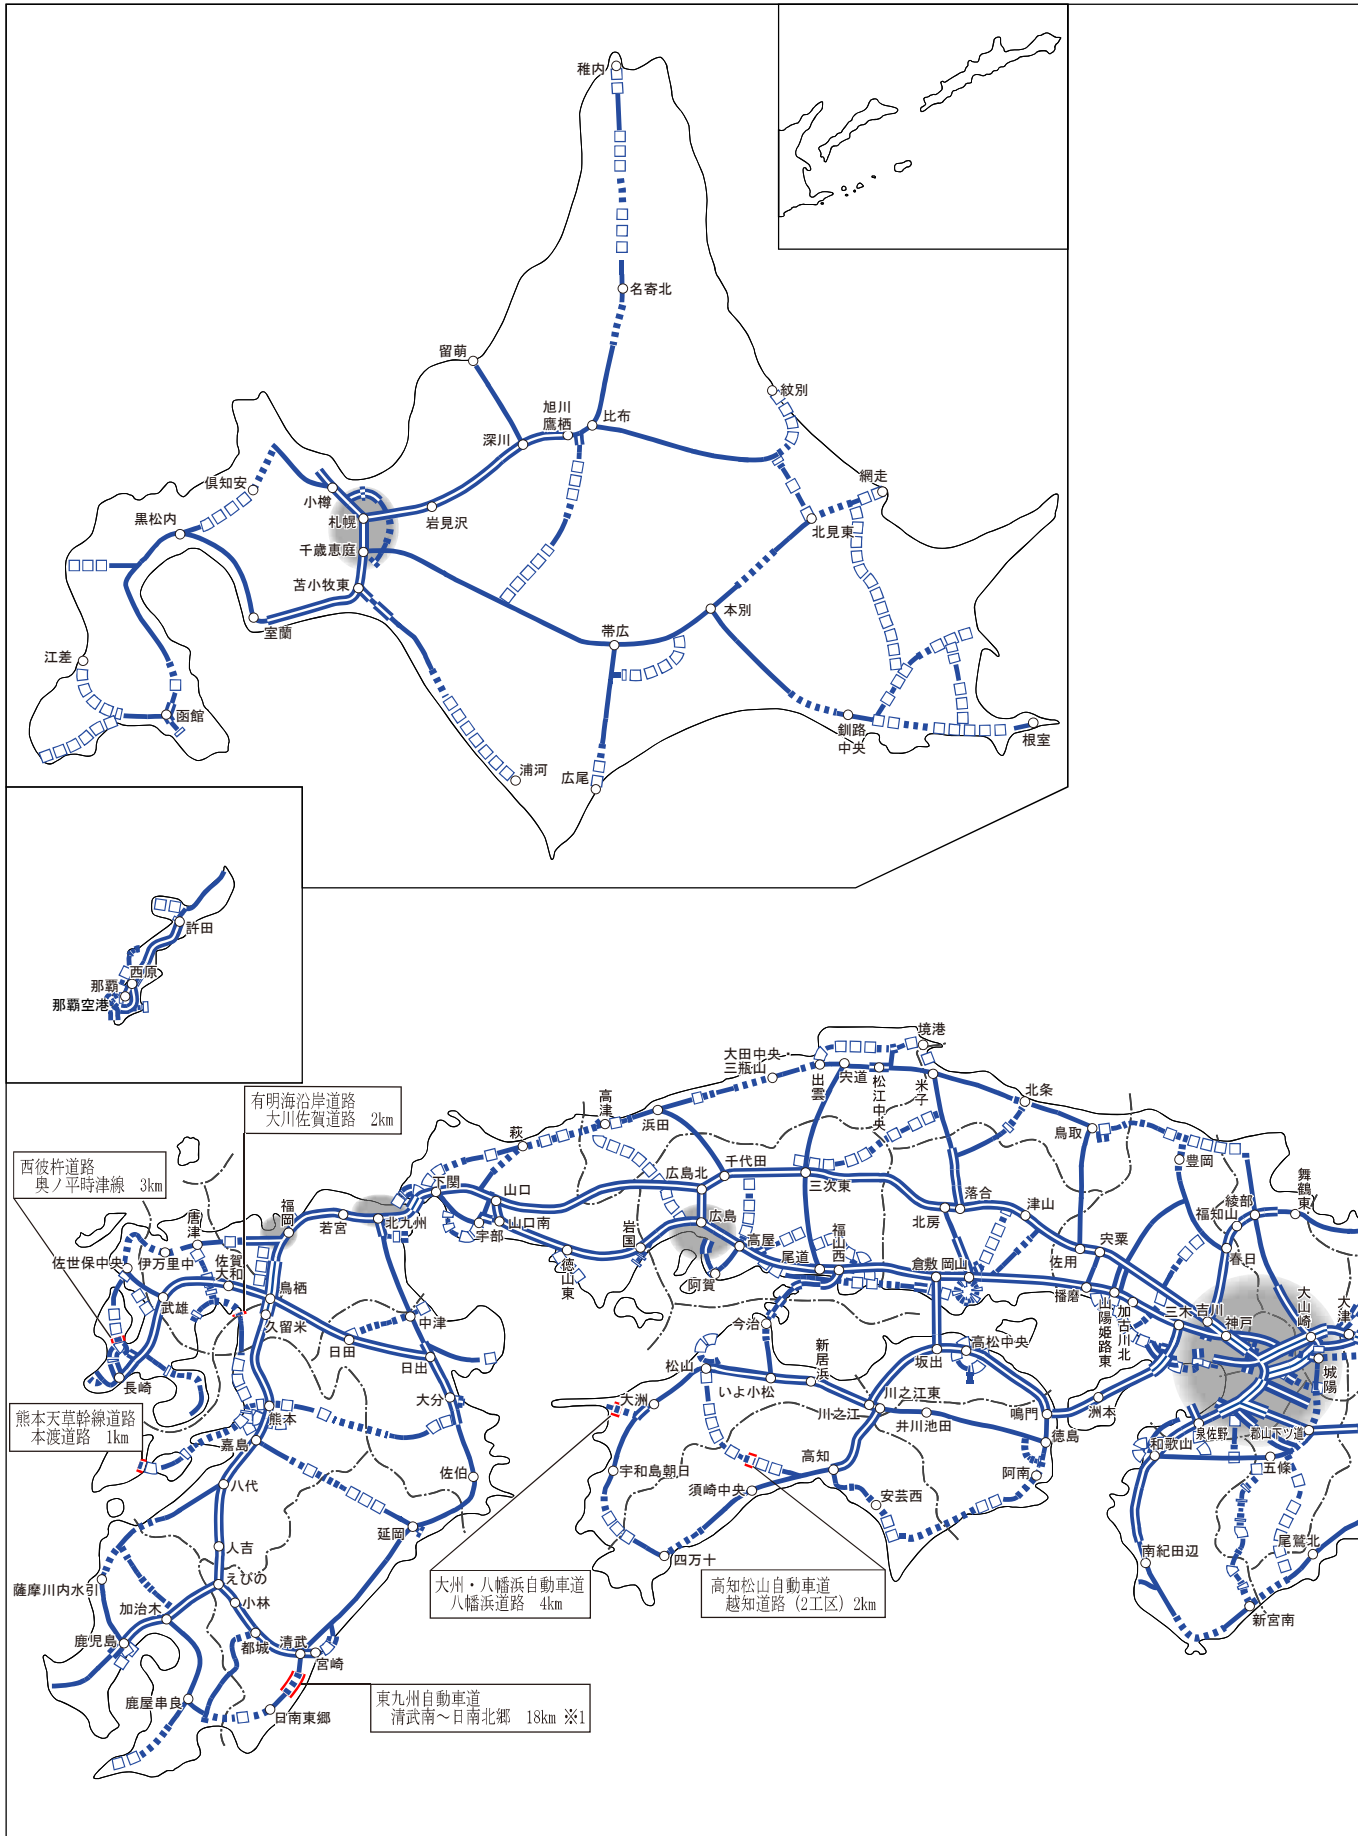 稚内
名寄北
留萌
紋別
旭川
鷹栖
比布
深川
網走
倶知安
小樽
黒松内
札幌
岩見沢
北見東
千歳恵庭
苫小牧東
本別
室蘭
帯広
江差
函館
釧路
中央
根室
浦河
広尾
許田
西原
那覇
那覇空港
有明海沿岸道路
大川佐賀道路 2km
西彼杵道路
奥ノ平時津線 3km
熊本天草幹線道路
本渡道路 1km
大州・八幡浜自動車道
八幡浜道路 4km
高知松山自動車道
越知道路(2工区) 2km
東九州自動車道
清武南～日南北郷 18km ※1
境港
大田中央
三瓶山
出雲
宍道
松江中央
米子
北条
鳥取
豊岡
舞鶴東
綾部
福知山
春日
高津
浜田
萩
下関
山口
山口南
宇部
徳山東
岩国
広島北
千代田
広島
高屋
阿賀
三次東
尾道
福山西
倉敷
岡山
北房
落合
津山
佐用
宍粟
播磨
山陽姫路東
加古川北
三木
吉川
神戸
大山崎
大津
城陽
郡山下ツ道
泉佐野
和歌山
五條
南紀田辺
尾鷲北
新宮南
今治
松山
いよ小松
新居浜
川之江
川之江東
井川池田
坂出
高松中央
鳴門
徳島
洲本
阿南
大洲
宇和島朝日
高知
須崎中央
安芸西
四万十
福岡
若宮
北九州
唐津
伊万里中
佐世保中央
佐賀
大和
武雄
鳥栖
久留米
日田
中津
日出
大分
長崎
熊本
嘉島
佐伯
八代
延岡
人吉
えびの
小林
薩摩川内水引
加治木
鹿児島
都城
清武
宮崎
鹿屋串良
日南東郷